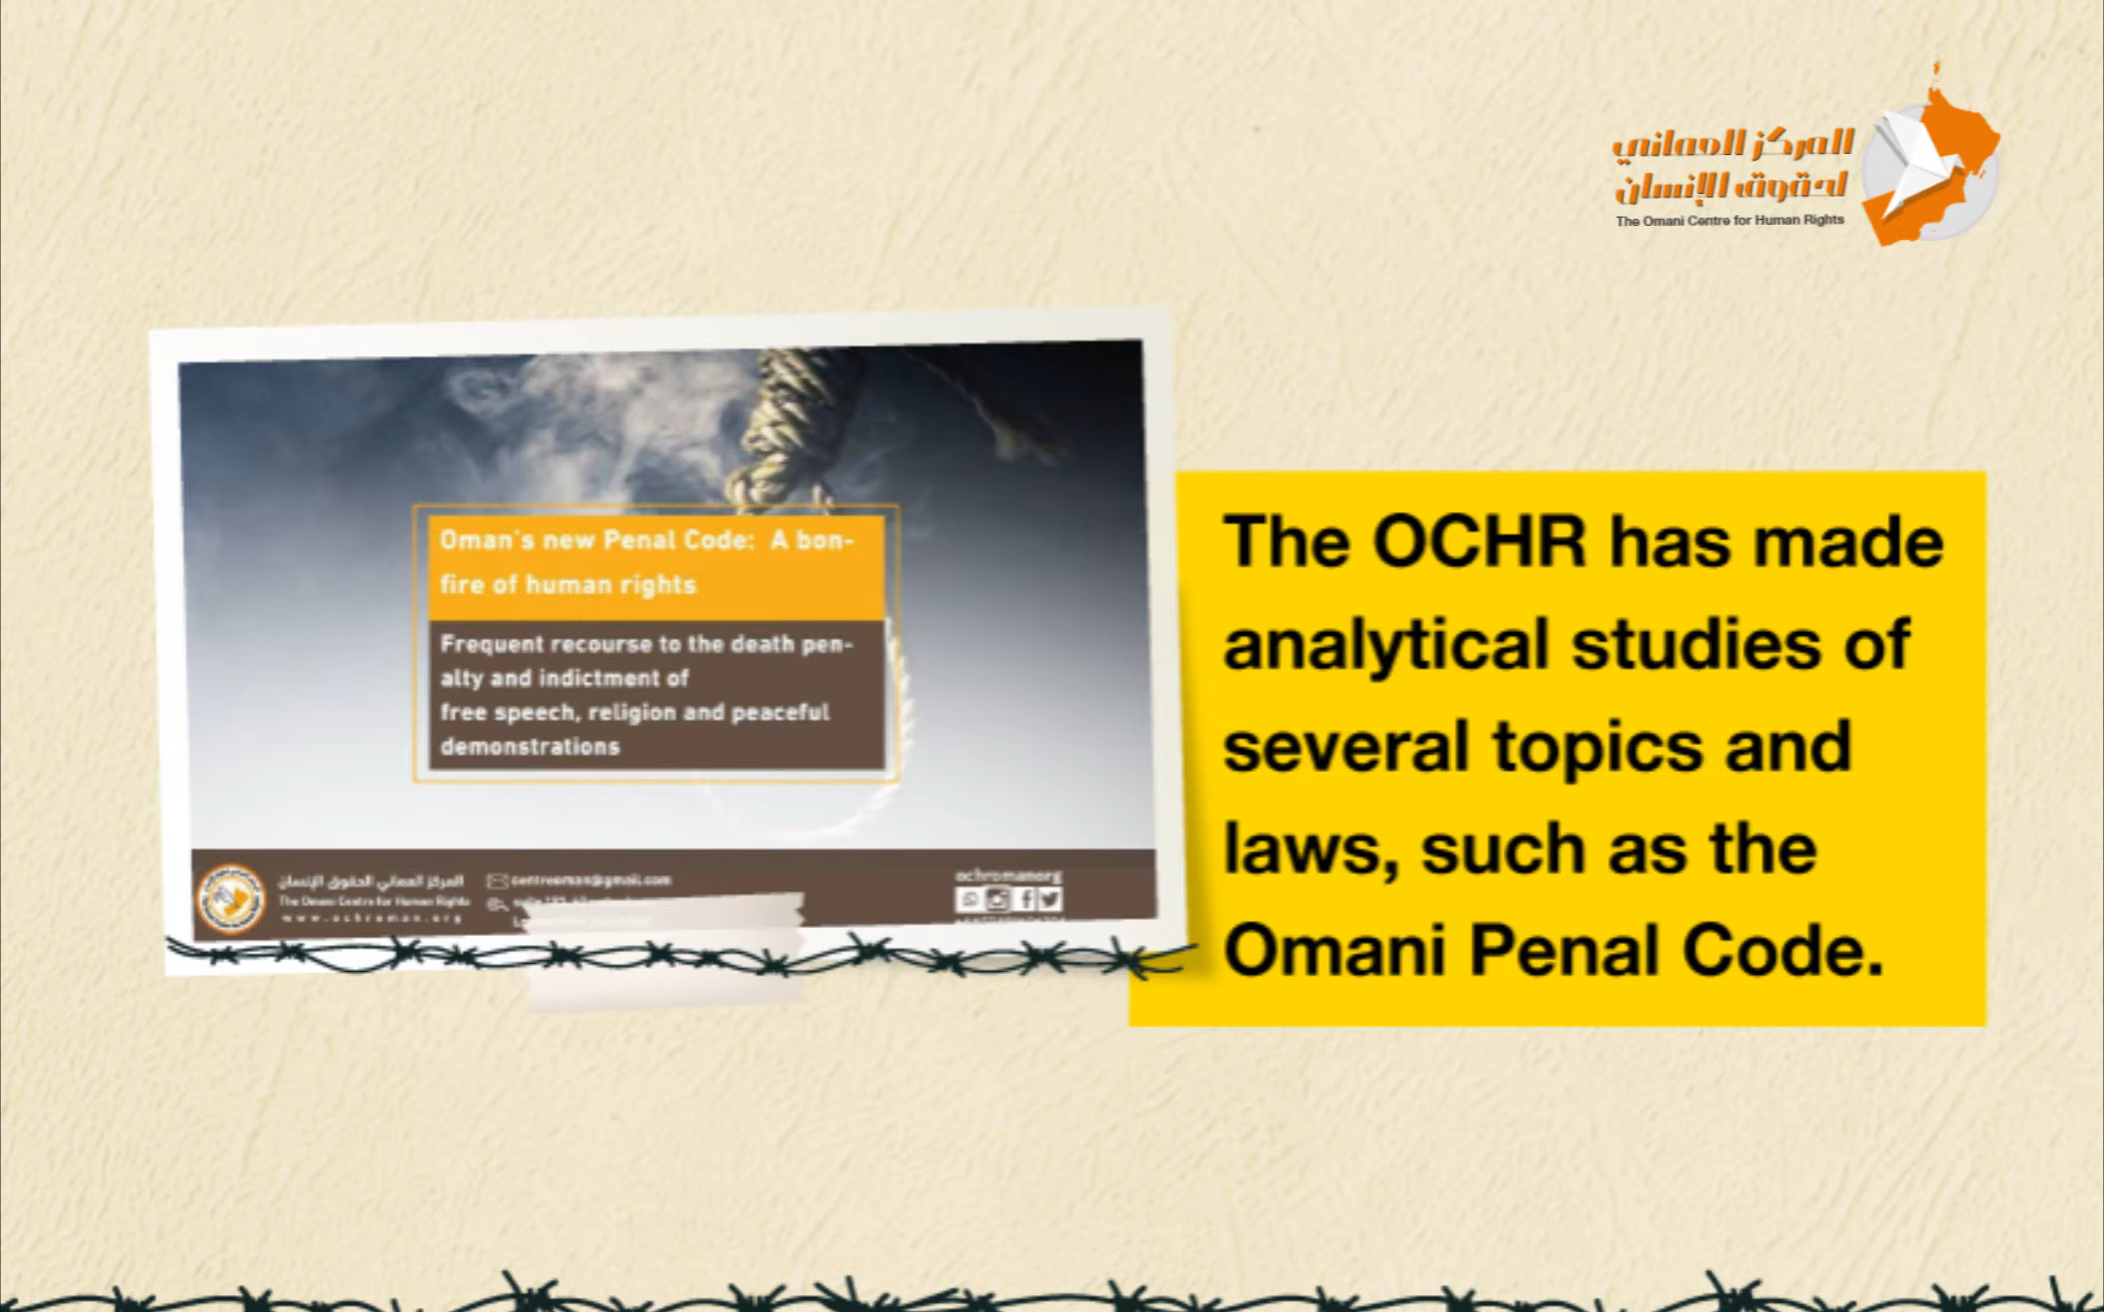 المركز العماني
لحقوق الإنسان
The Omani Centre for Human Rights
Oman's new Penal Code: A bon-
fire of human rights
Frequent recourse to the death pen-
alty and indictment of
free speech, religion and peaceful
demonstrations
المركز العماني لحقوق الإنسان
The Omani Centre for Human Rights
www.ochroman.org
centreoman@gmail.com
ochromanorg
The OCHR has made
analytical studies of
several topics and
laws, such as the
Omani Penal Code.